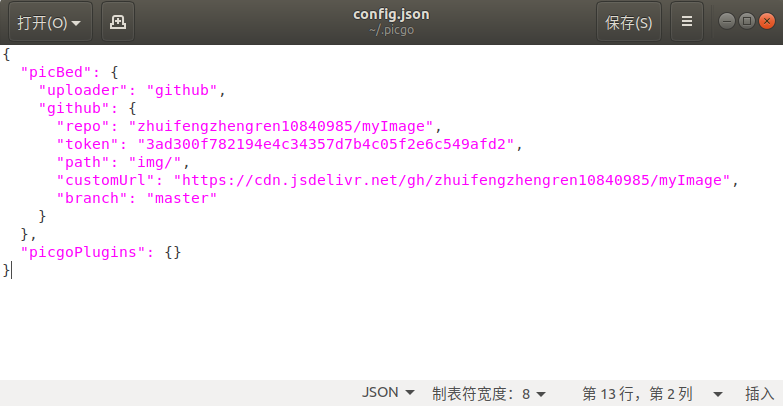 打开(O)
config.json
~/.picgo
保存(S)
{
  "picBed": {
    "uploader": "github",
    "github": {
      "repo": "zhuifengzhengren10840985/myImage",
      "token": "3ad300f782194e4c34357d7b4c05f2e6c549afd2",
      "path": "img/",
      "customUrl": "https://cdn.jsdelivr.net/gh/zhuifengzhengren10840985/myImage",
      "branch": "master"
    }
  },
  "picgoPlugins": {}
}
JSON 制表符宽度：8 第 13 行，第 2 列 插入